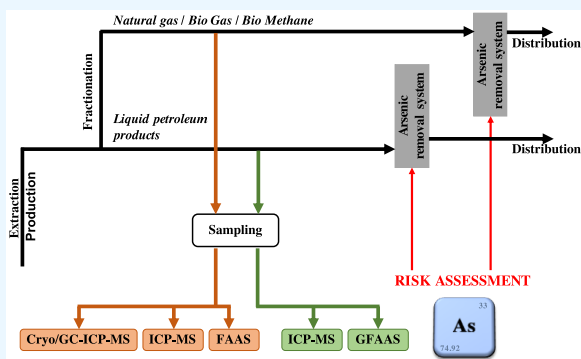 Natural gas / Bio Gas / Bio Methane
Distribution
Fractionation
Arsenic
removal system
Liquid petroleum
products
Arsenic
removal system
Distribution
Extraction
Production
Sampling
RISK ASSESSMENT
Cryo/GC-ICP-MS
ICP-MS
FAAS
ICP-MS
GFAAS
33
As
74.92